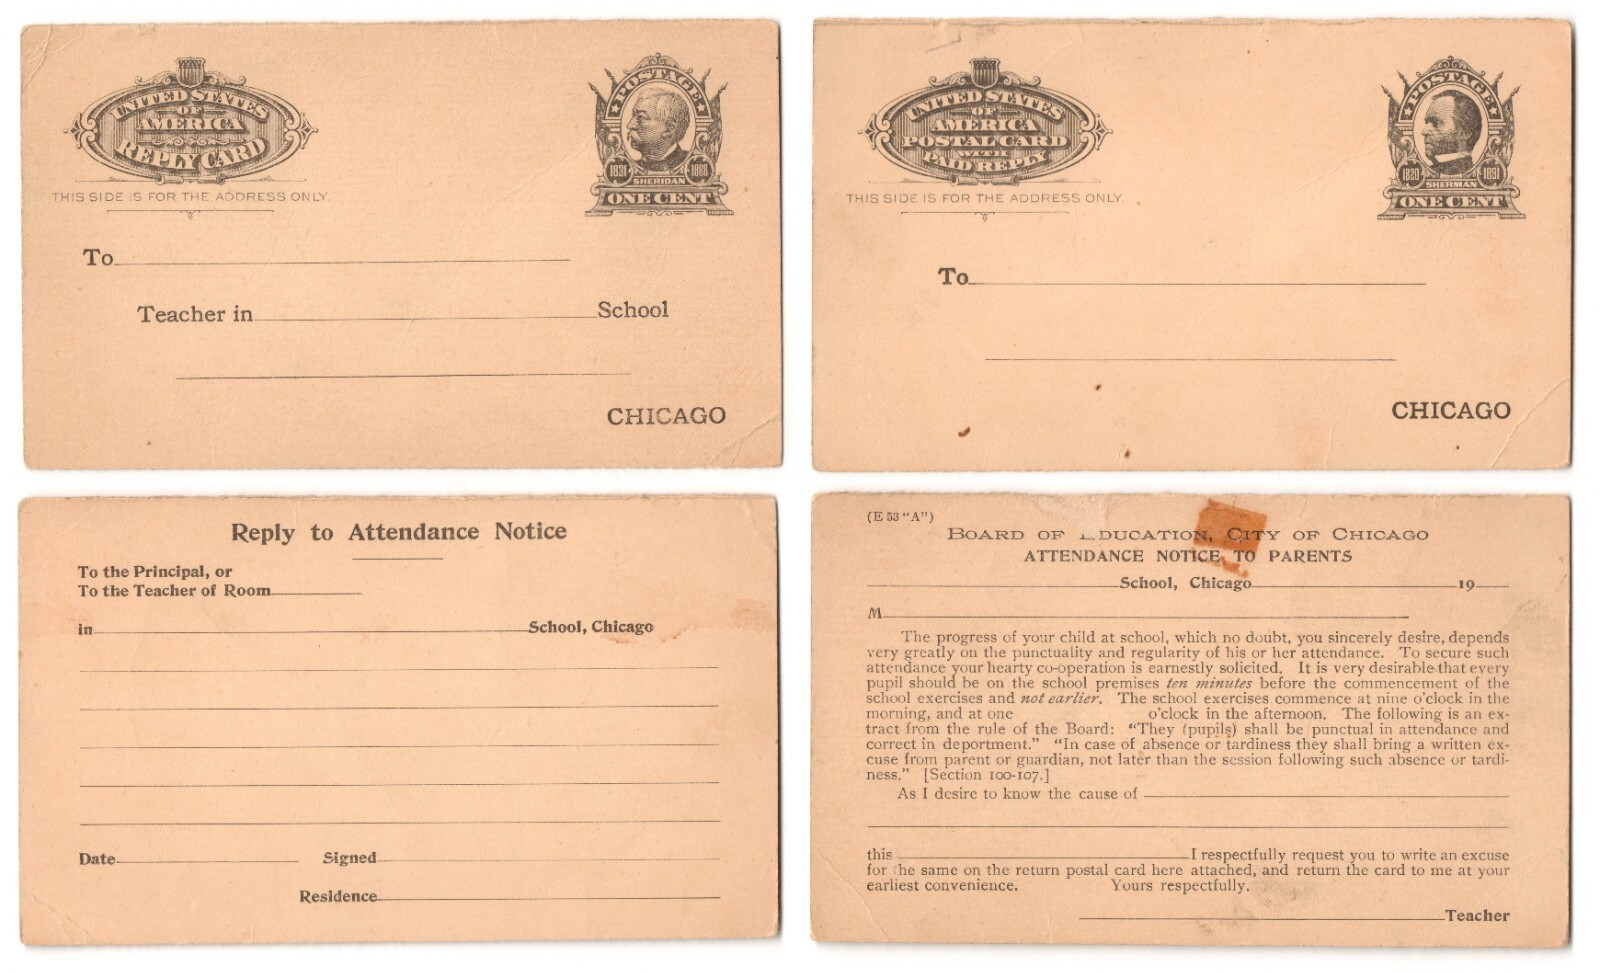 UNITED STATES
OF
AMERICA
REPLY CARD
THIS SIDE IS FOR THE ADDRESS ONLY.
POSTAGE
1831 1888
SHERIDAN
ONE CENT
To
Teacher in School
CHICAGO
UNITED STATES
OF
AMERICA
POSTAL CARD
WITH
PAID REPLY
THIS SIDE IS FOR THE ADDRESS ONLY.
POSTAGE
1820 1891
SHERMAN
ONE CENT
To
CHICAGO
Reply to Attendance Notice
To the Principal, or
To the Teacher of Room
in School, Chicago
Date Signed
Residence
(E 53 "A")
BOARD OF EDUCATION, CITY OF CHICAGO
ATTENDANCE NOTICE TO PARENTS
School, Chicago 19
M
The progress of your child at school, which no doubt, you sincerely desire, depends
very greatly on the punctuality and regularity of his or her attendance. To secure such
attendance your hearty co-operation is earnestly solicited. It is very desirable that every
pupil should be on the school premises ten minutes before the commencement of the
school exercises and not earlier. The school exercises commence at nine o'clock in the
morning, and at one o'clock in the afternoon. The following is an ex-
tract from the rule of the Board: "They (pupils) shall be punctual in attendance and
correct in deportment." "In case of absence or tardiness they shall bring a written ex-
cuse from parent or guardian, not later than the session following such absence or tardi-
ness." [Section 100-107.]
As I desire to know the cause of
this I respectfully request you to write an excuse
for the same on the return postal card here attached, and return the card to me at your
earliest convenience. Yours respectfully.
Teacher